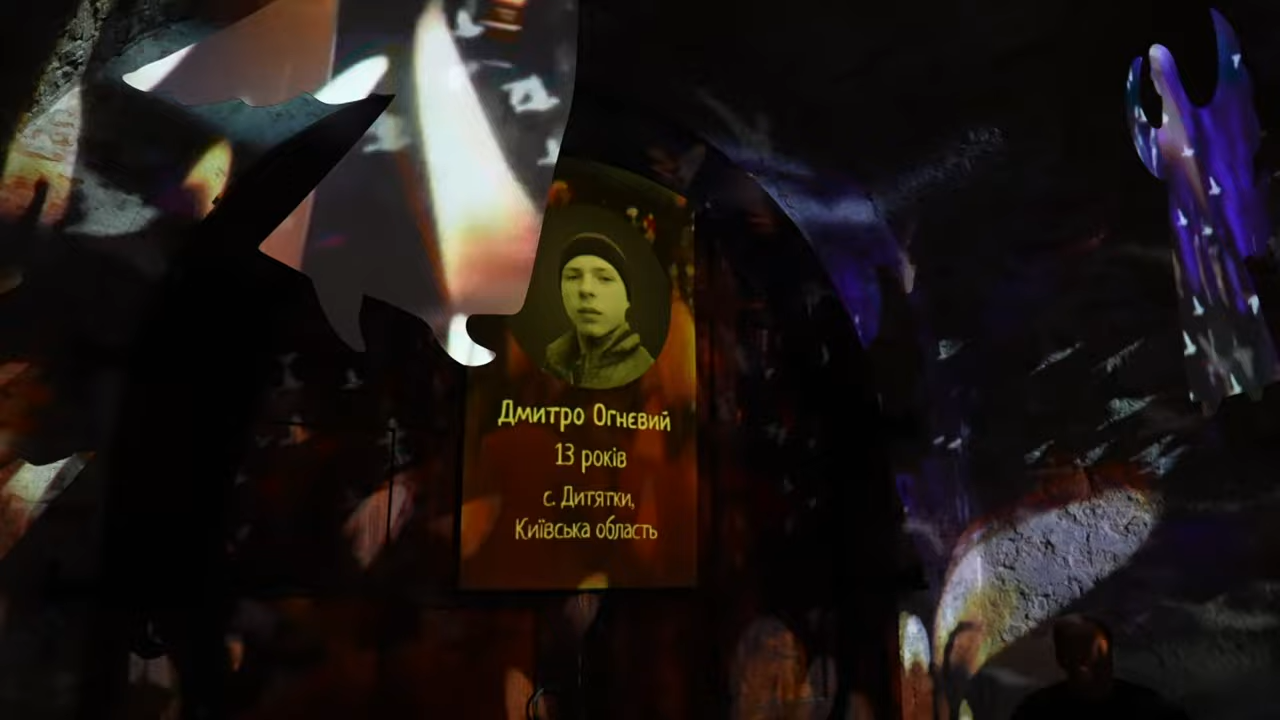 Дмитро Огнєвий
13 років
с. Дитятки,
Київська область